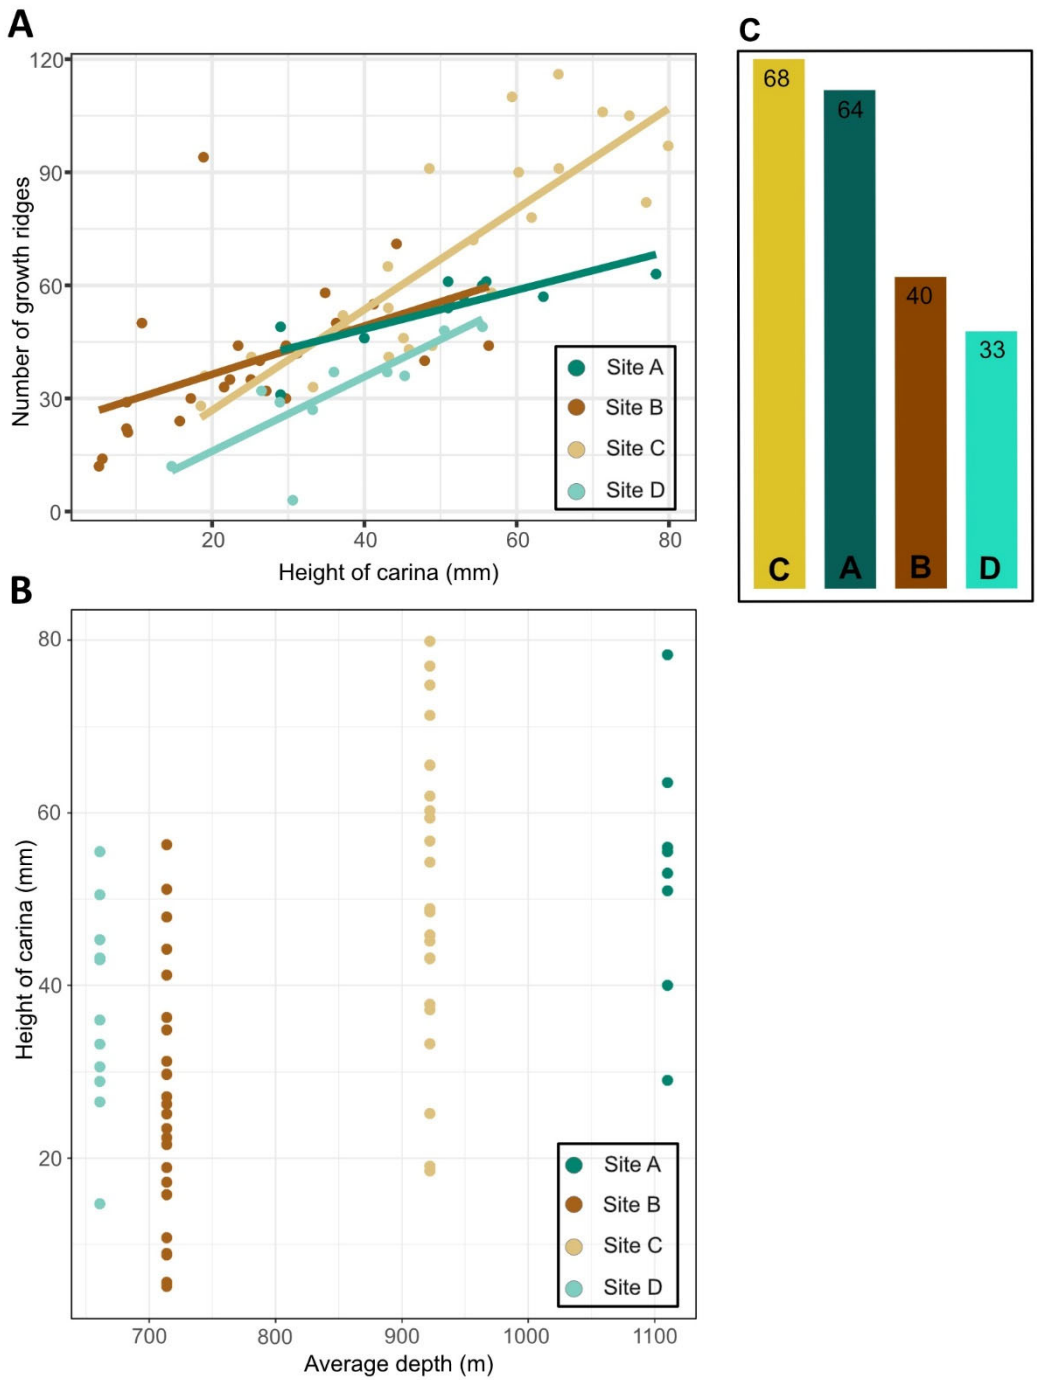 A
Number of growth ridges
120
90
60
30
0
20 40 60 80
Height of carina (mm)
Site A
Site B
Site C
Site D
C
68 64 40 33
C A B D
B
Height of carina (mm)
80
60
40
20
700 800 900 1000 1100
Average depth (m)
Site A
Site B
Site C
Site D